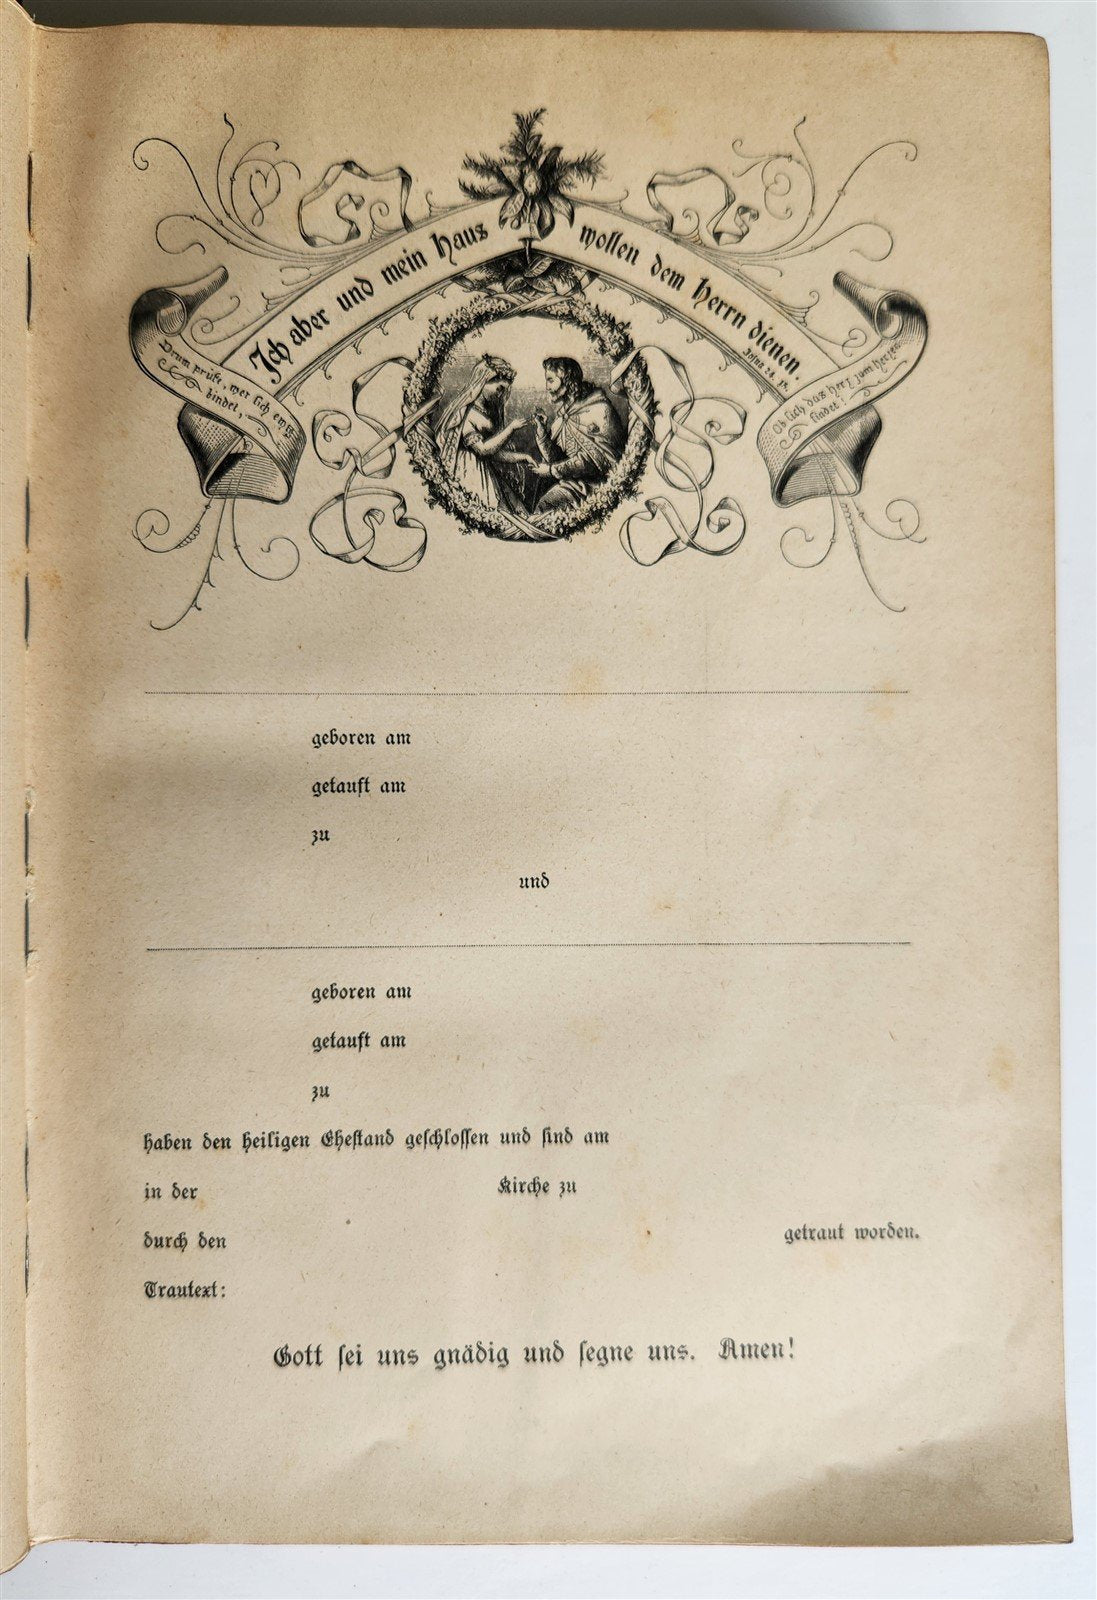 Ich aber und mein Haus wollen dem Herrn dienen.
Josua 24. 15.
Drum prüfe, wer sich ewig
bindet,
Ob sich das Herz zum Herzen
findet!
geboren am
getauft am
zu
und
geboren am
getauft am
zu
haben den heiligen Ehestand geschlossen und sind am
in der Kirche zu
durch den getraut worden.
Trautext:
Gott sei uns gnädig und segne uns. Amen!